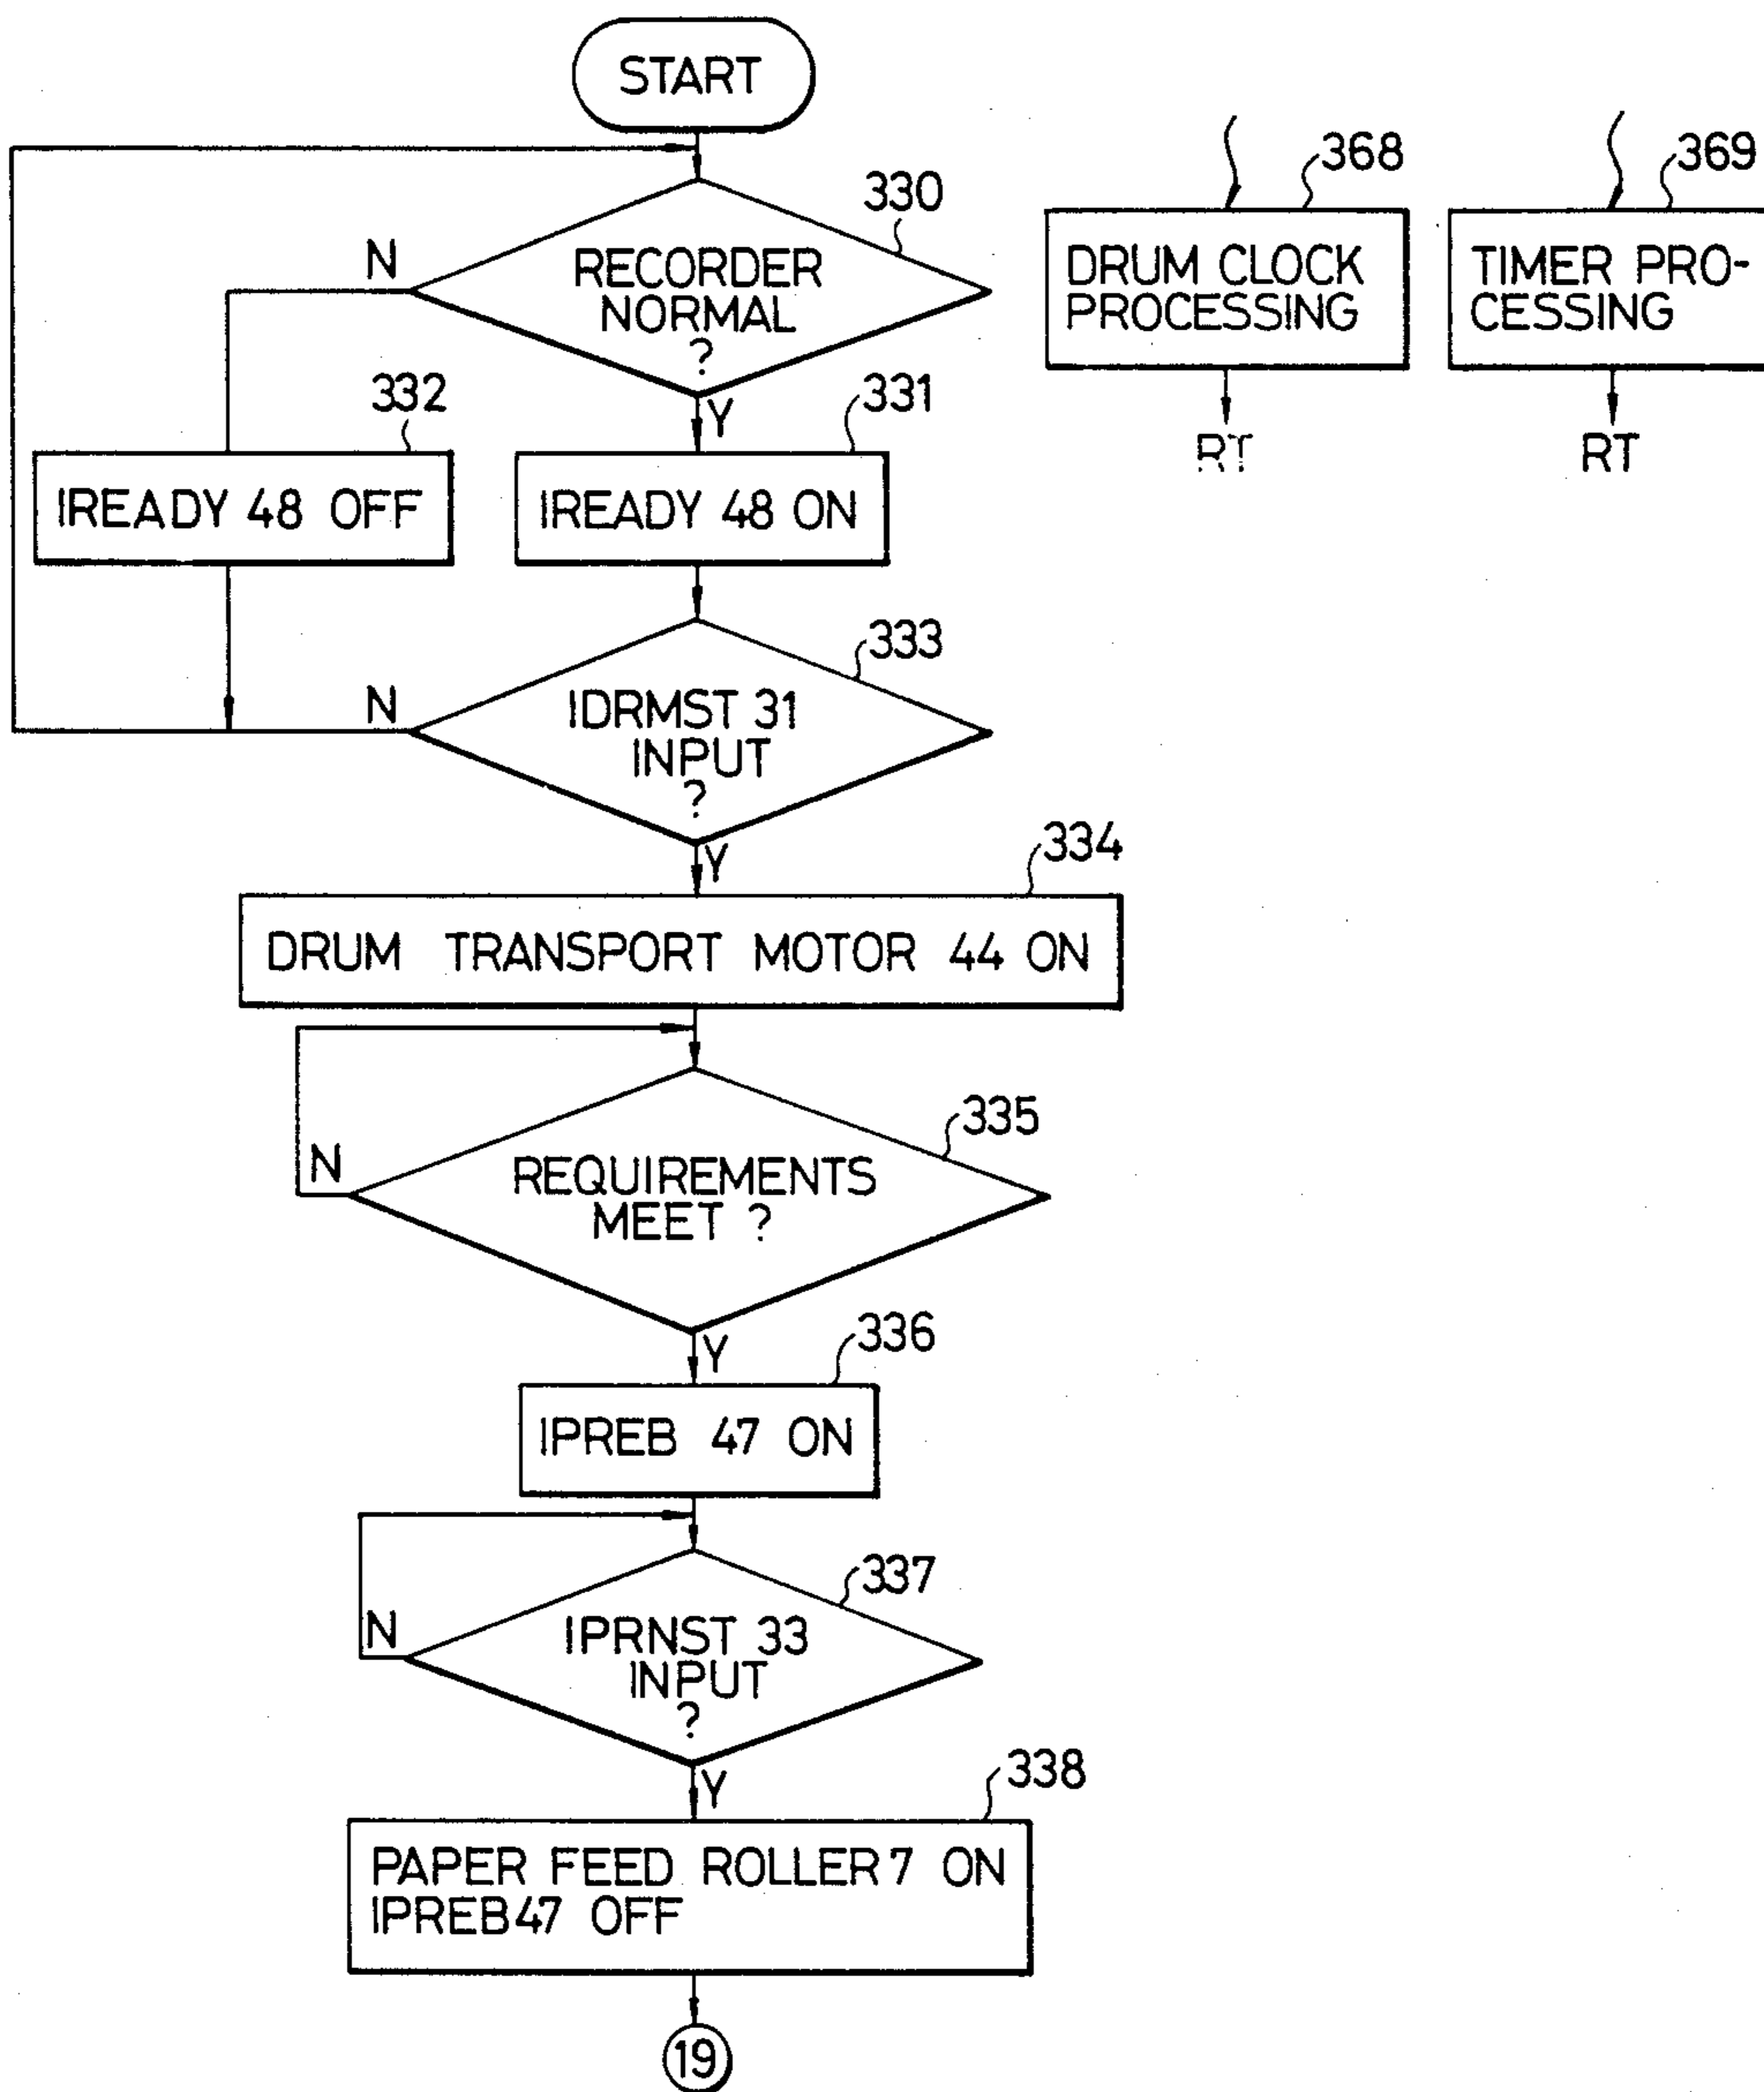 START
330
N
RECORDER
NORMAL
?
Y
332
331
IREADY 48 OFF
IREADY 48 ON
333
N
IDRMST 31
INPUT
?
Y
334
DRUM TRANSPORT MOTOR 44 ON
335
N
REQUIREMENTS
MEET ?
Y
336
IPREB 47 ON
337
N
IPRNST 33
INPUT
?
Y
338
PAPER FEED ROLLER 7 ON
IPREB47 OFF
19
368
DRUM CLOCK
PROCESSING
RT
369
TIMER PRO-
CESSING
RT